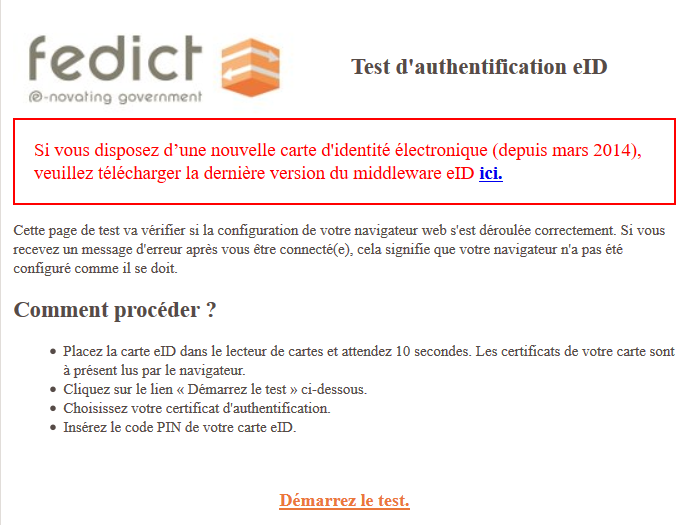 fedict
e-novating government
Test d'authentification eID
Si vous disposez d’une nouvelle carte d'identité électronique (depuis mars 2014),
veuillez télécharger la dernière version du middleware eID ici.
Cette page de test va vérifier si la configuration de votre navigateur web s'est déroulée correctement. Si vous
recevez un message d'erreur après vous être connecté(e), cela signifie que votre navigateur n'a pas été
configuré comme il se doit.
Comment procéder ?
• Placez la carte eID dans le lecteur de cartes et attendez 10 secondes. Les certificats de votre carte sont
à présent lus par le navigateur.
• Cliquez sur le lien « Démarrez le test » ci-dessous.
• Choisissez votre certificat d'authentification.
• Insérez le code PIN de votre carte eID.
Démarrez le test.